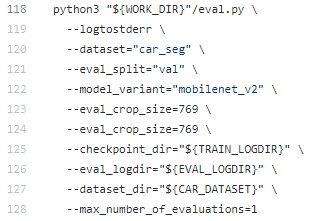 118 python3 "${WORK_DIR}"/eval.py \
119 --logtostderr \
120 --dataset="car_seg" \
121 --eval_split="val" \
122 --model_variant="mobilenet_v2" \
123 --eval_crop_size=769 \
124 --eval_crop_size=769 \
125 --checkpoint_dir="${TRAIN_LOGDIR}" \
126 --eval_logdir="${EVAL_LOGDIR}" \
127 --dataset_dir="${CAR_DATASET}" \
128 --max_number_of_evaluations=1